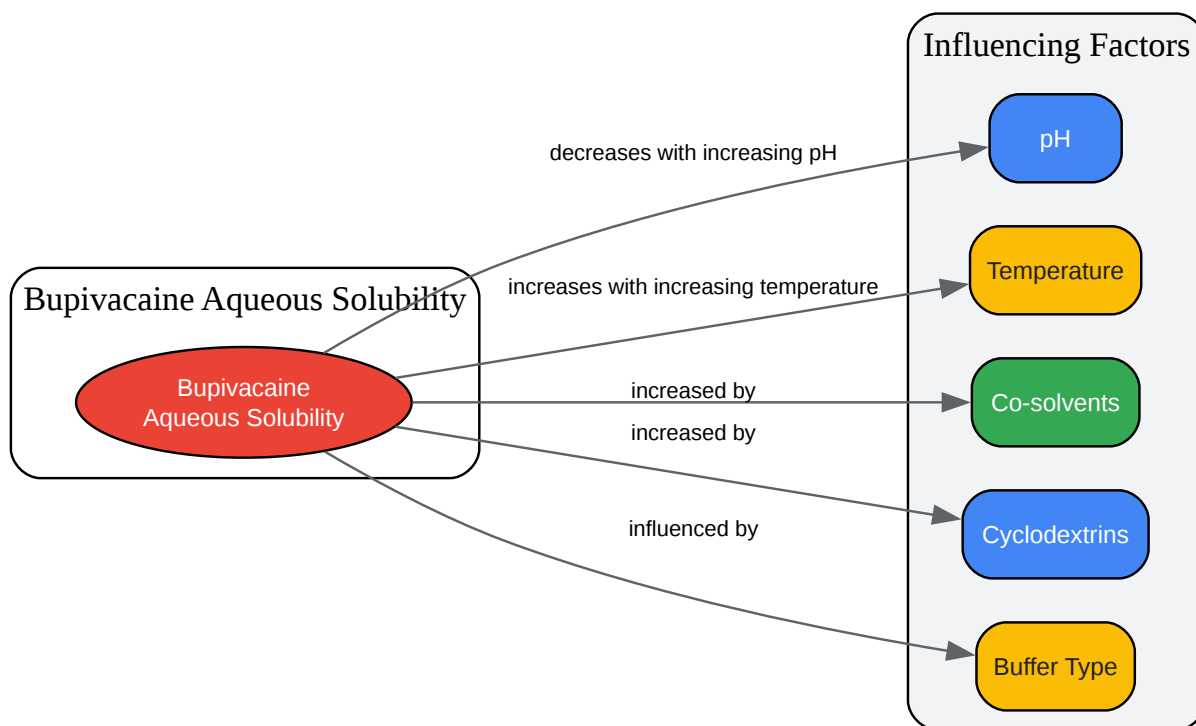 Influencing Factors
pH
decreases with increasing pH
Temperature
increases with increasing temperature
Bupivacaine Aqueous Solubility
Bupivacaine
Aqueous Solubility
increased by
Co-solvents
increased by
Cyclodextrins
influenced by
Buffer Type